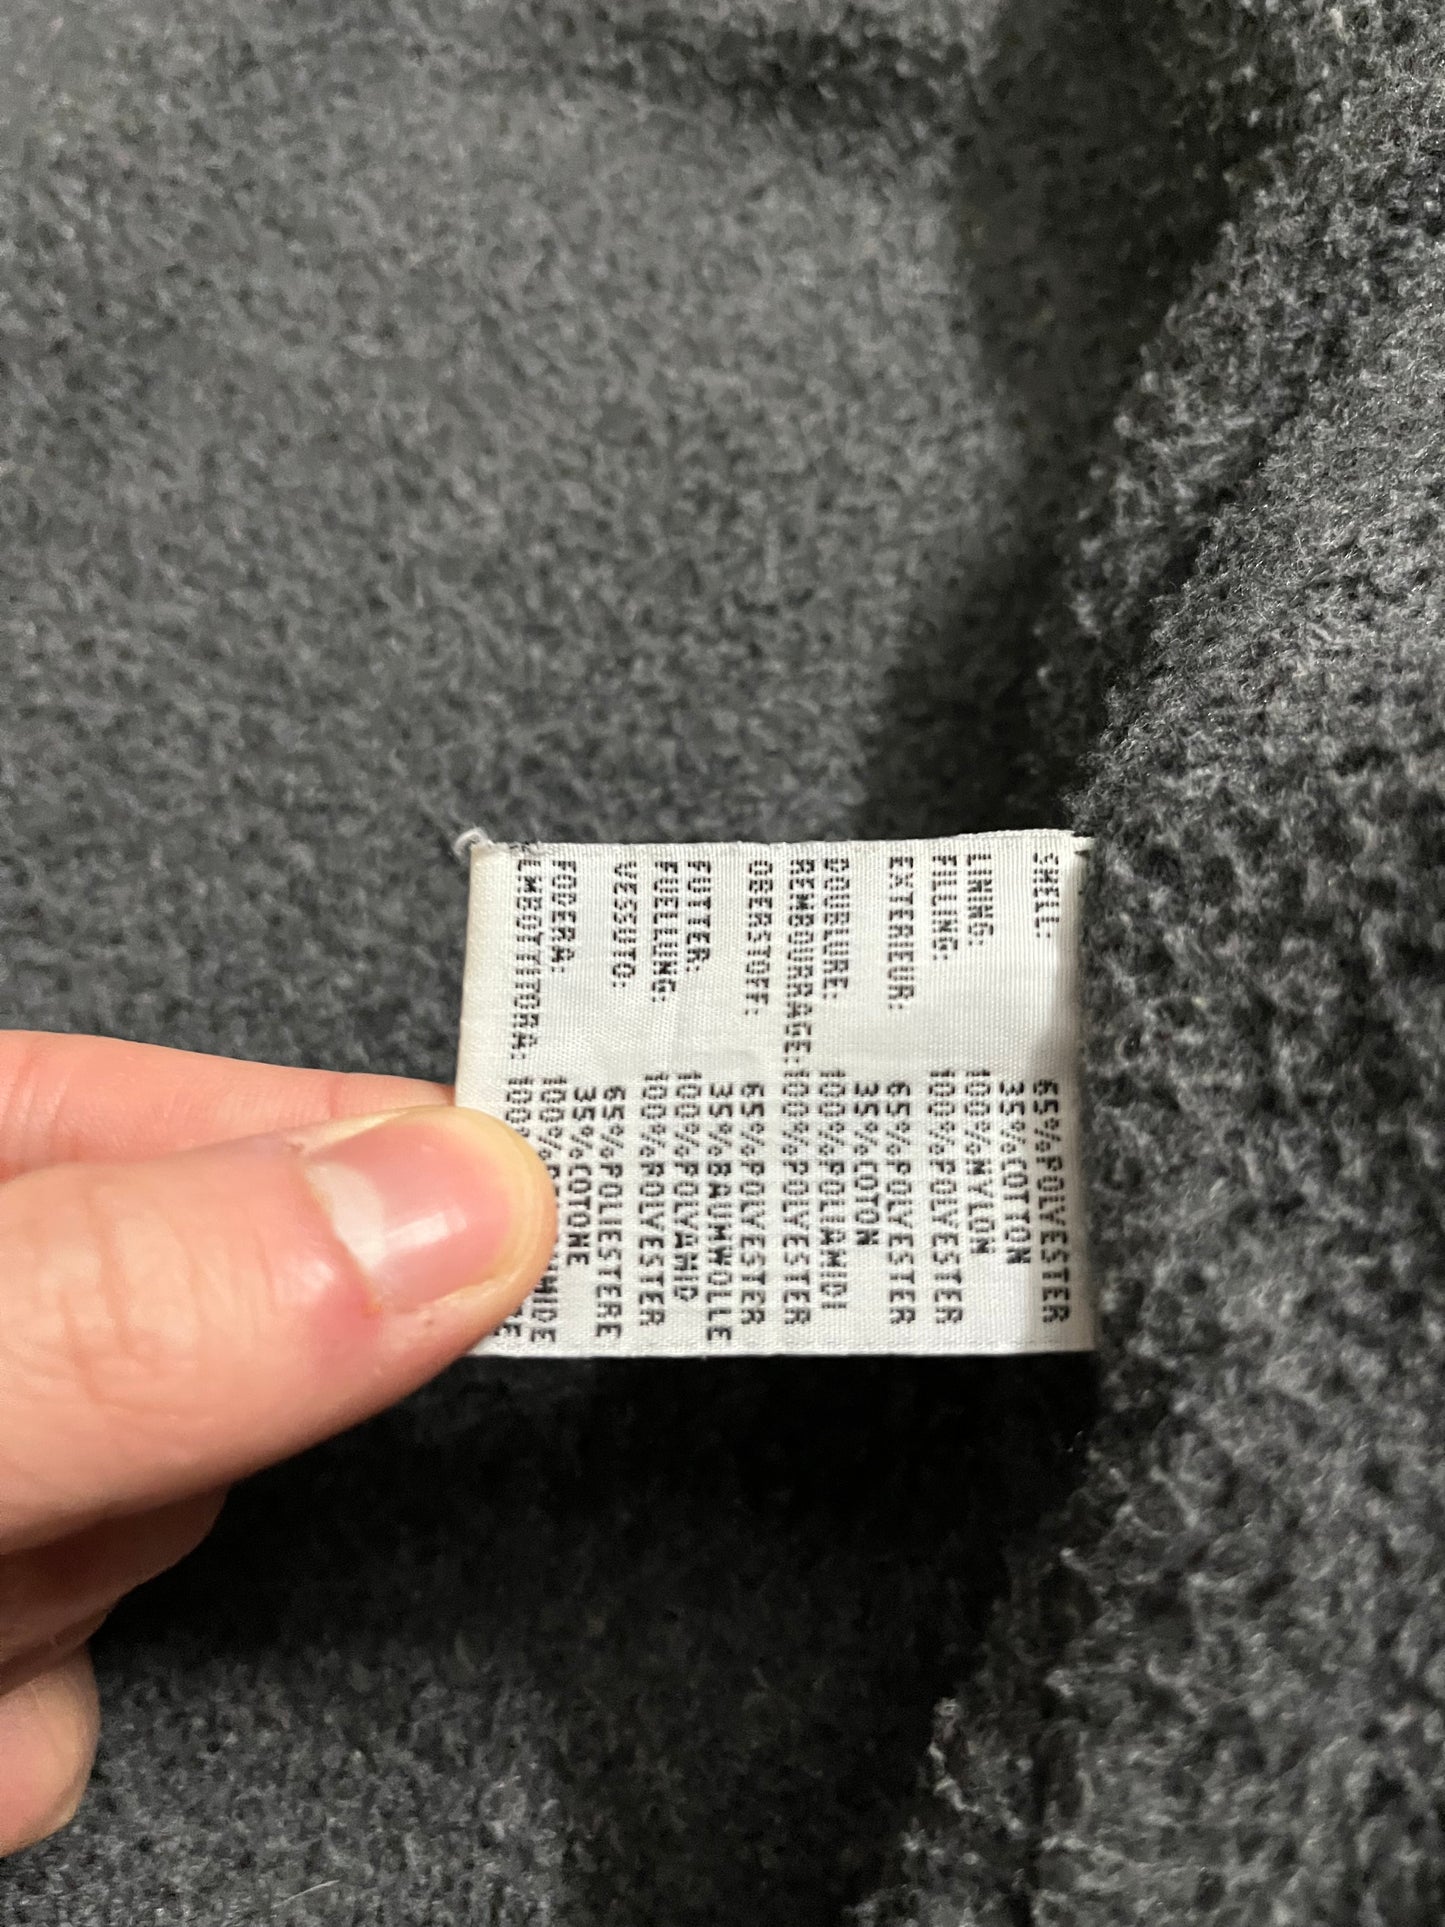 SHELL: 65%POLYESTER
35%COTTON
LINING: 100%NYLON
FILLING: 100%POLYESTER
EXTERIEUR: 65%POLYESTER
35%COTON
DOUBLURE: 100%POLIAMIDI
REMBOURRAGE: 100%POLYESTER
OBERSTOFF: 65%POLYESTER
35%BAUMWOLLE
FUTTER: 100%POLYAMID
FUELLUNG: 100%POLYESTER
VESSUTO: 65%POLIESTERE
35%COTONE
FODERA: 100%
LMBOTTITORA: